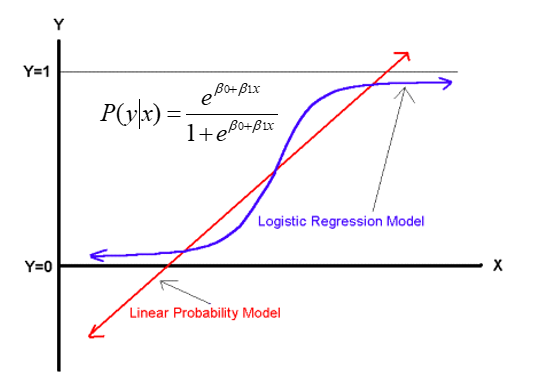 Y
Y=1
P(y|x) = e^{β0+β1x} / 1+e^{β0+β1x}
Logistic Regression Model
Y=0
X
Linear Probability Model